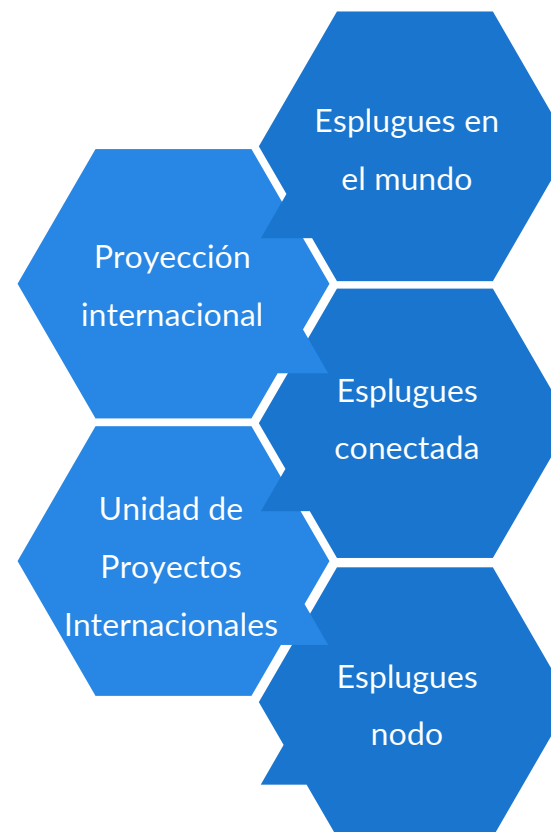 Esplugues en
el mundo
Proyección
internacional
Esplugues
conectada
Unidad de
Proyectos
Internacionales
Esplugues
nodo